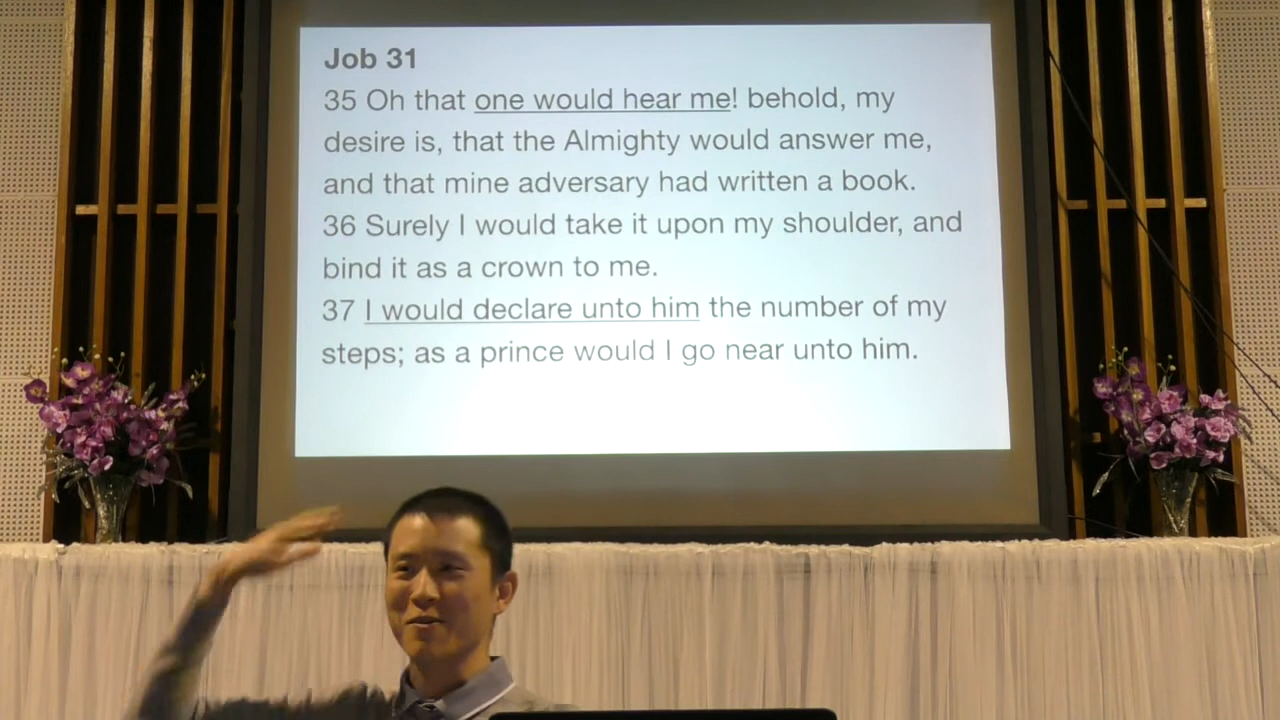 Job 31
35 Oh that one would hear me! behold, my
desire is, that the Almighty would answer me,
and that mine adversary had written a book.
36 Surely I would take it upon my shoulder, and
bind it as a crown to me.
37 I would declare unto him the number of my
steps; as a prince would I go near unto him.